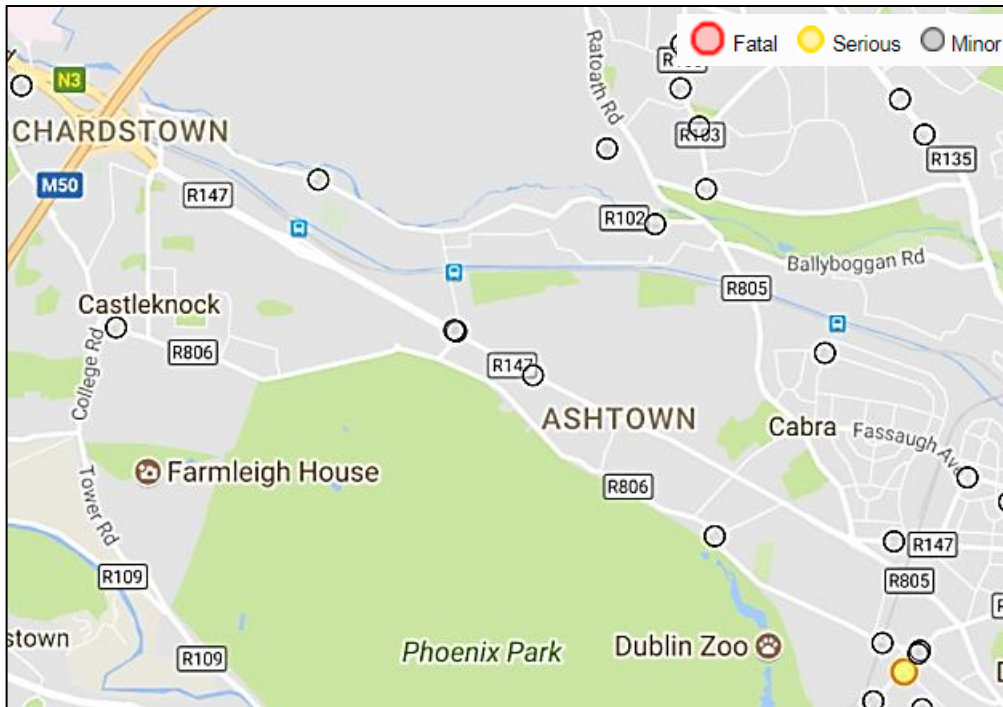 Fatal Serious Minor
N3
CHARDSTOWN
Ratoath Rd
R103
R135
M50
R147
R102
Ballyboggan Rd
R805
Castleknock
R806
College Rd
R147
ASHTOWN
Cabra
Fassaugh Ave
Farmleigh House
R806
Tower Rd
R147
R109
R805
stown
R109
Phoenix Park
Dublin Zoo